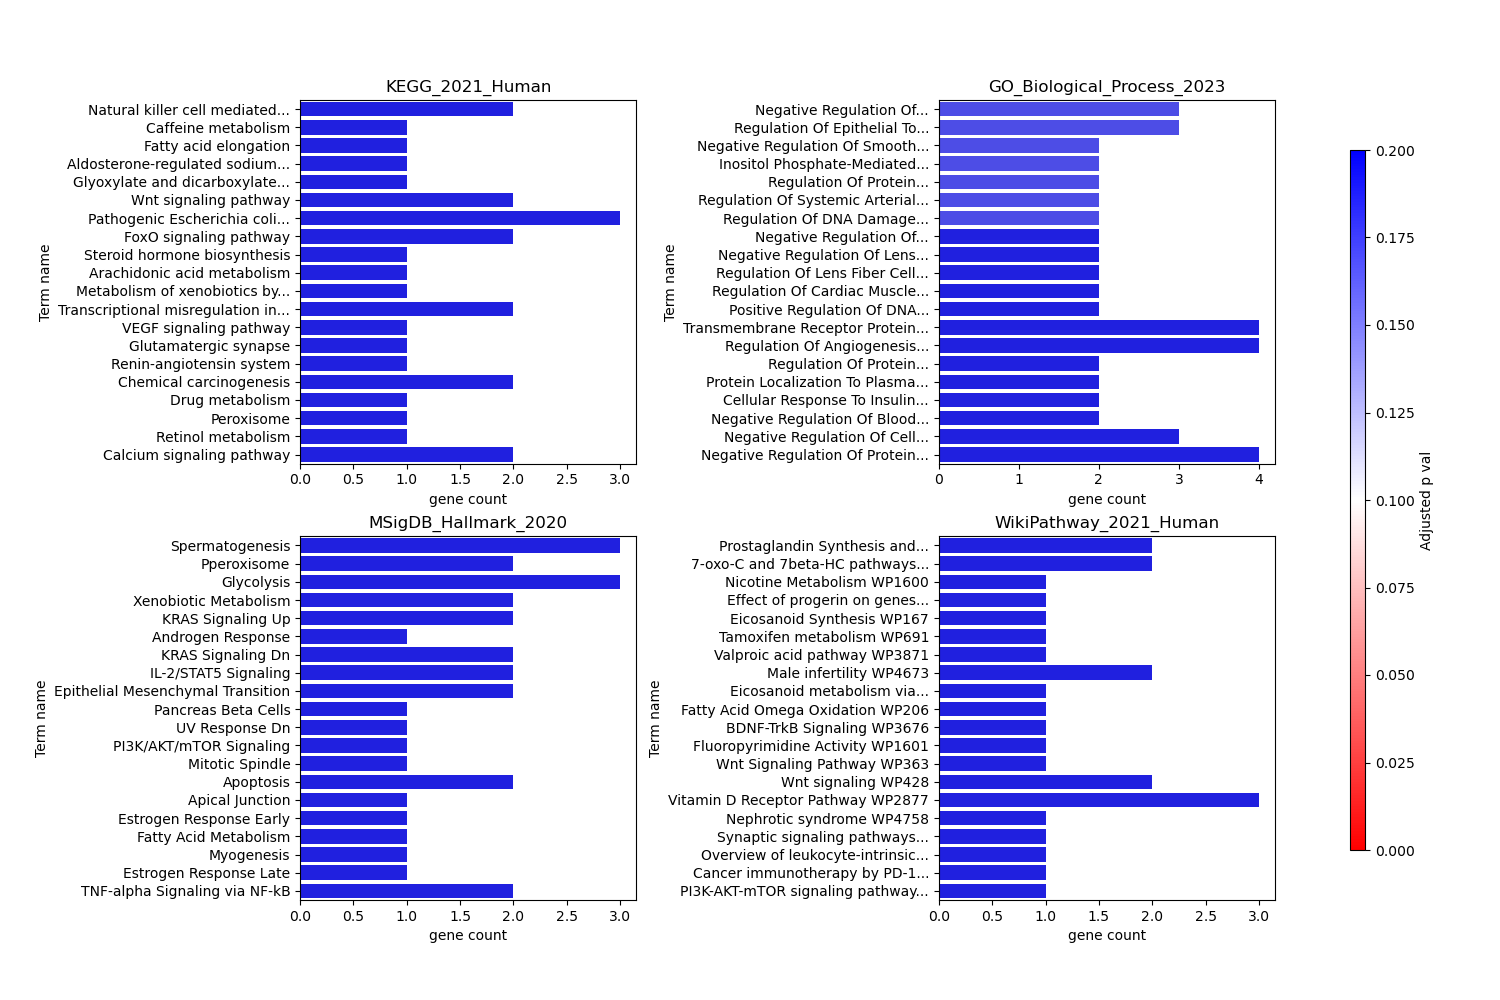 KEGG_2021_Human
Natural killer cell mediated...
Caffeine metabolism
Fatty acid elongation
Aldosterone-regulated sodium...
Glyoxylate and dicarboxylate...
Wnt signaling pathway
Pathogenic Escherichia coli...
FoxO signaling pathway
Steroid hormone biosynthesis
Arachidonic acid metabolism
Metabolism of xenobiotics by...
Transcriptional misregulation in...
VEGF signaling pathway
Glutamatergic synapse
Renin-angiotensin system
Chemical carcinogenesis
Drug metabolism
Peroxisome
Retinol metabolism
Calcium signaling pathway
Term name
0.0 0.5 1.0 1.5 2.0 2.5 3.0
gene count
GO_Biological_Process_2023
Negative Regulation Of...
Regulation Of Epithelial To...
Negative Regulation Of Smooth...
Inositol Phosphate-Mediated...
Regulation Of Protein...
Regulation Of Systemic Arterial...
Regulation Of DNA Damage...
Negative Regulation Of...
Negative Regulation Of Lens...
Regulation Of Lens Fiber Cell...
Regulation Of Cardiac Muscle...
Positive Regulation Of DNA...
Transmembrane Receptor Protein...
Regulation Of Angiogenesis...
Regulation Of Protein...
Protein Localization To Plasma...
Cellular Response To Insulin...
Negative Regulation Of Blood...
Negative Regulation Of Cell...
Negative Regulation Of Protein...
Term name
0 1 2 3 4
gene count
MSigDB_Hallmark_2020
Spermatogenesis
Pperoxisome
Glycolysis
Xenobiotic Metabolism
KRAS Signaling Up
Androgen Response
KRAS Signaling Dn
IL-2/STAT5 Signaling
Epithelial Mesenchymal Transition
Pancreas Beta Cells
UV Response Dn
PI3K/AKT/mTOR Signaling
Mitotic Spindle
Apoptosis
Apical Junction
Estrogen Response Early
Fatty Acid Metabolism
Myogenesis
Estrogen Response Late
TNF-alpha Signaling via NF-kB
Term name
0.0 0.5 1.0 1.5 2.0 2.5 3.0
gene count
WikiPathway_2021_Human
Prostaglandin Synthesis and...
7-oxo-C and 7beta-HC pathways...
Nicotine Metabolism WP1600
Effect of progerin on genes...
Eicosanoid Synthesis WP167
Tamoxifen metabolism WP691
Valproic acid pathway WP3871
Male infertility WP4673
Eicosanoid metabolism via...
Fatty Acid Omega Oxidation WP206
BDNF-TrkB Signaling WP3676
Fluoropyrimidine Activity WP1601
Wnt Signaling Pathway WP363
Wnt signaling WP428
Vitamin D Receptor Pathway WP2877
Nephrotic syndrome WP4758
Synaptic signaling pathways...
Overview of leukocyte-intrinsic...
Cancer immunotherapy by PD-1...
PI3K-AKT-mTOR signaling pathway...
Term name
0.0 0.5 1.0 1.5 2.0 2.5 3.0
gene count
0.200
0.175
0.150
0.125
0.100
0.075
0.050
0.025
0.000
Adjusted p val